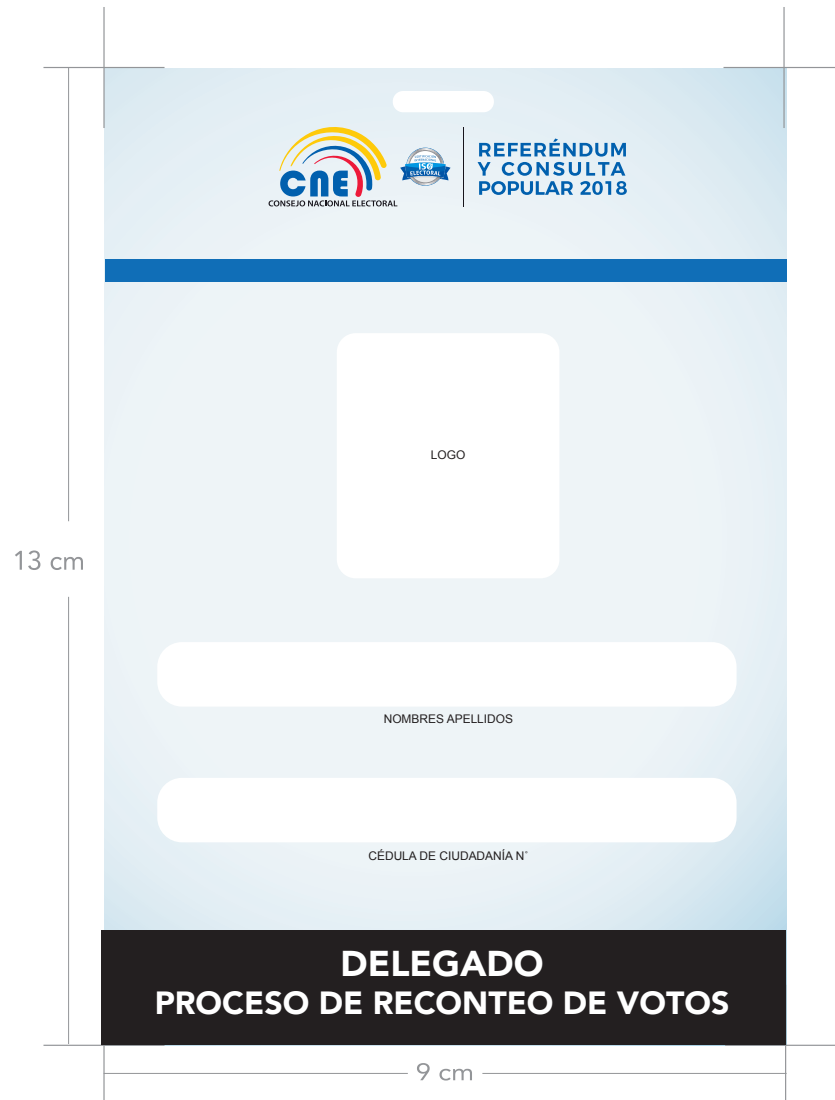 CNE
CONSEJO NACIONAL ELECTORAL
ISO
ELECTORAL
REFERÉNDUM
Y CONSULTA
POPULAR 2018
LOGO
13 cm
NOMBRES APELLIDOS
CÉDULA DE CIUDADANÍA N°
DELEGADO
PROCESO DE RECONTEO DE VOTOS
9 cm